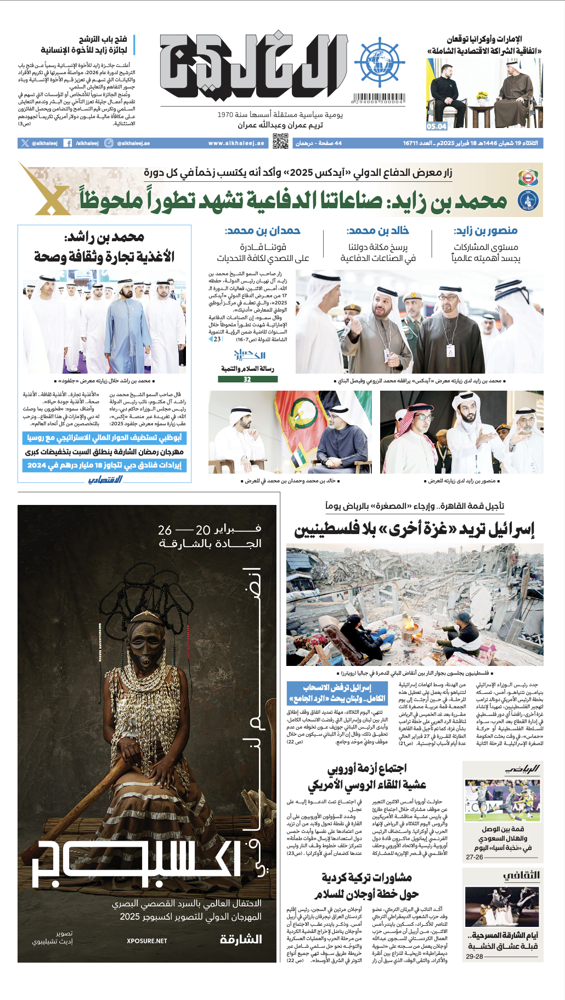 الإمارات وأوكرانيا توقعان
«اتفاقية الشراكة الاقتصادية الشاملة»
05-04
الخليج
6294008500004
يومية سياسية مستقلة أسسها سنة 1970
تريم عمران وعبدالله عمران
فتح باب الترشح
لجائزة زايد للأخوة الإنسانية
أعلنت جائزة زايد للأخوة الإنسانية رسمياً عن فتح باب
الترشيح لدورة عام 2026، مواصلةً مسيرتها في تكريم الأفراد
والكيانات التي تسهم في تعزيز قيم الأخوة الإنسانية وبناء
جسور التفاهم والتعايش السلمي.
وتُمنح الجائزة سنوياً للأشخاص أو المؤسسات التي تسهم في
تقديم أعمال جليلة تعزز التآخي بين البشر وتدعم التعايش
السلمي وتكرس قيم التسامح والتضامن ويحصل الفائزون
على مكافأة مالية مليون دولار أمريكي تكريماً لجهودهم
الاستثنائية. (ص3)
الثلاثاء 19 شعبان 1446هـ 18 فبراير 2025م ـ العدد 16711
44 صفحة - درهمان
www.alkhaleej.ae
@alkhaleej.ae
/alkhaleej
@alkhaleej
زار معرض الدفاع الدولي «آيدكس 2025» وأكد أنه يكتسب زخماً في كل دورة
محمد بن زايد: صناعاتنا الدفاعية تشهد تطوراً ملحوظاً
منصور بن زايد:
مستوى المشاركات
يجسد أهميته عالمياً
خالد بن محمد:
يرسخ مكانة دولتنا
في الصناعات الدفاعية
حمدان بن محمد:
قوتنا قادرة
على التصدي لكافة التحديات
زار صاحب السمو الشيخ محمد بن
زايد آل نهيان رئيس الدولة، حفظه
الله، أمس الاثنين، فعاليات الدورة الـ
17 من معرض الدفاع الدولي «آيدكس
2025»، والتي تعقد في مركز أبوظبي
الوطني للمعارض «أدنيك».
وقال سموه، إن الصناعات الدفاعية
الإماراتية شهدت تطوراً ملحوظاً خلال
السنوات الماضية ضمن الرؤية التنموية
الشاملة للدولة (ص7-16) 23
صباح الخير
رسالة السلام والتنمية
32
محمد بن زايد لدى زيارته معرض «آيدكس» يرافقه محمد المزروعي وفيصل البناي
منصور بن زايد لدى زيارته المعرض
خالد بن محمد وحمدان بن محمد في المعرض
محمد بن راشد:
الأغذية تجارة وثقافة وصحة
محمد بن راشد خلال زيارته معرض «جلفود»
قال صاحب السمو الشيخ محمد بن
راشد آل مكتوم، نائب رئيس الدولة
رئيس مجلس الوزراء حاكم دبي، رعاه
الله، في تغريدة عبر منصة «إكس»،
عقب زيارة سموّه معرض جلفود 2025:
«الأغذية تجارة.. الأغذية ثقافة.. الأغذية
صحة.. الأغذية جودة حياة».
وأضاف سموه: «فخورون بما وصلت
له دبي والإمارات في هذا القطاع.. ونرحب
بالمتخصصين من كل أنحاء العالم».
أبوظبي تستضيف الحوار المالي الاستراتيجي مع روسيا
مهرجان رمضان الشارقة ينطلق السبت بتخفيضات كبرى
إيرادات فنادق دبي تتجاوز 18 مليار درهم في 2024
الاقتصادي
تأجيل قمة القاهرة.. وإرجاء «المصغرة» بالرياض يوماً
إسرائيل تريد «غزة أخرى» بلا فلسطينيين
فلسطينيون يجلسون بجوار النار بين أنقاض المباني المدمرة في جباليا (رويترز)
جدد رئيس الوزراء الإسرائيلي
بنيامين نتنياهو، أمس، تمسكه
بخطة الرئيس الأمريكي دونالد ترامب
لتهجير الفلسطينيين، تمهيداً لإنشاء
غزة أخرى، رافضاً أي دور فلسطيني
في إدارة القطاع بعد الحرب، سواء
للسلطة الفلسطينية أو حركة
«حماس»، في وقت بحثت الحكومة
المصغرة الإسرائيلية المرحلة الثانية
من الهدنة، وسط اتهامات إسرائيلية
لنتنياهو بأنه يعمل على تعطيل هذه
المرحلة، في حين أُرجئت إلى يوم
الجمعة قمة عربية مصغرة كانت
مقررة بعد غد الخميس في الرياض
لمناقشة الرد العربي على خطة ترامب
بشأن غزة، كما تم تأجيل قمة القاهرة
الطارئة المقررة في 27 فبراير الحالي
عدة أيام لأسباب لوجستية. (ص21)
إسرائيل ترفض الانسحاب
الكامل.. ولبنان يبحث «الرد الجامع»
تنتهي، اليوم الثلاثاء، مهلة تمديد اتفاق وقف إطلاق
النار بين لبنان وإسرائيل التي رفضت الانسحاب الكامل،
وأبدى الرئيس اللبناني جوزيف عون تخوفه من عدم
تحقيق ذلك، وقال إن الردّ اللبناني سيكون من خلال
موقف وطنيّ موحّد وجامع. (ص 22)
اجتماع أزمة أوروبي
عشية اللقاء الروسي الأمريكي
حاولت أوروبا أمس الاثنين التعبير
عن موقف مشترك خلال اجتماع طارئ
في باريس عشية مناقشة الأمريكيين
والروس اليوم الثلاثاء في الرياض لإنهاء
الحرب في أوكرانيا. واستضاف الرئيس
الفرنسي إيمانويل ماكرون قادة دول
أوروبية رئيسية والاتحاد الأوروبي وحلف
الأطلسي في قصر الإليزيه للمشاركة
في اجتماع تمت الدعوة إليه على
عجل.
وشدد المسؤولون الأوروبيون على أن
القارة في نقطة تحول ولابد من أن تزيد
من اعتمادها على نفسها وأبدت خمس
دول استعدادها لإرسال «قوات طمأنة»
تتمركز خلف خطوط وقف النار وليس
عندها كضمان أمني لأوكرانيا . (ص23)
مشاورات تركية كردية
حول خطة أوجلان للسلام
أكّد النائب في البرلمان التركي، عضو
وفد حزب الشعوب الديمقراطي التركي
المناصر للأكراد، كسكين بايندر،أمس
الاثنين، من أربيل أن مؤسس حزب
العمال الكردستاني المسجون عبدالله
أوجلان يعمل من سجنه على «تسوية
ديمقراطية» تاريخية للنزاع بين أنقرة
والأكراد. والتقى الوفد، الذي سبق أن زار
أوجلان مرتين في السجن، رئيس إقليم
كردستان العراق نيجرفان بارزاني في أربيل
أمس. وذكر بايندر عقب الاجتماع أن
«أوجلان يناضل لإخراج القضية الكردية
من مرحلة الحرب والعمليات العسكرية
والتوجّه نحو حل سلمي شامل عبر
خريطة طريق سوف تنهي جميع أنواع
التوتر في الشرق الأوسط». (ص 22)
الرياضي
قمة بين الوصل
والهلال السعودي
في «نخبة آسيا» اليوم
27-26
الثقافي
أيام الشارقة المسرحية..
قبلة عشاق الخشبة
29-28
20 — 26 فبراير
الجادة بالشارقة
انضم لنا في
اكسبوجر
الاحتفال العالمي بالسرد القصصي البصري
المهرجان الدولي للتصوير اكسبوجر 2025
الشارقة
XPOSURE.NET
تصوير
إديث تشيليبوي